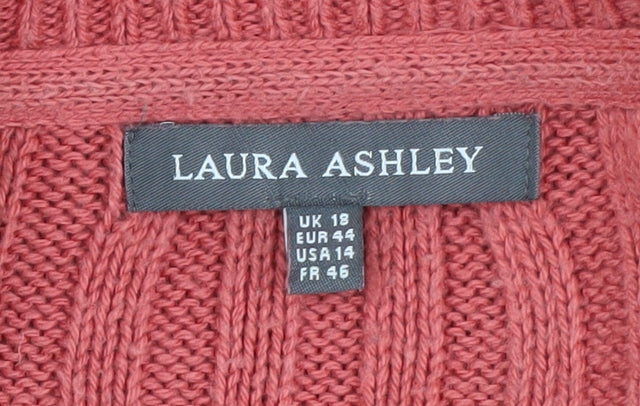 LAURA ASHLEY
UK 18
EUR 44
USA 14
FR 46